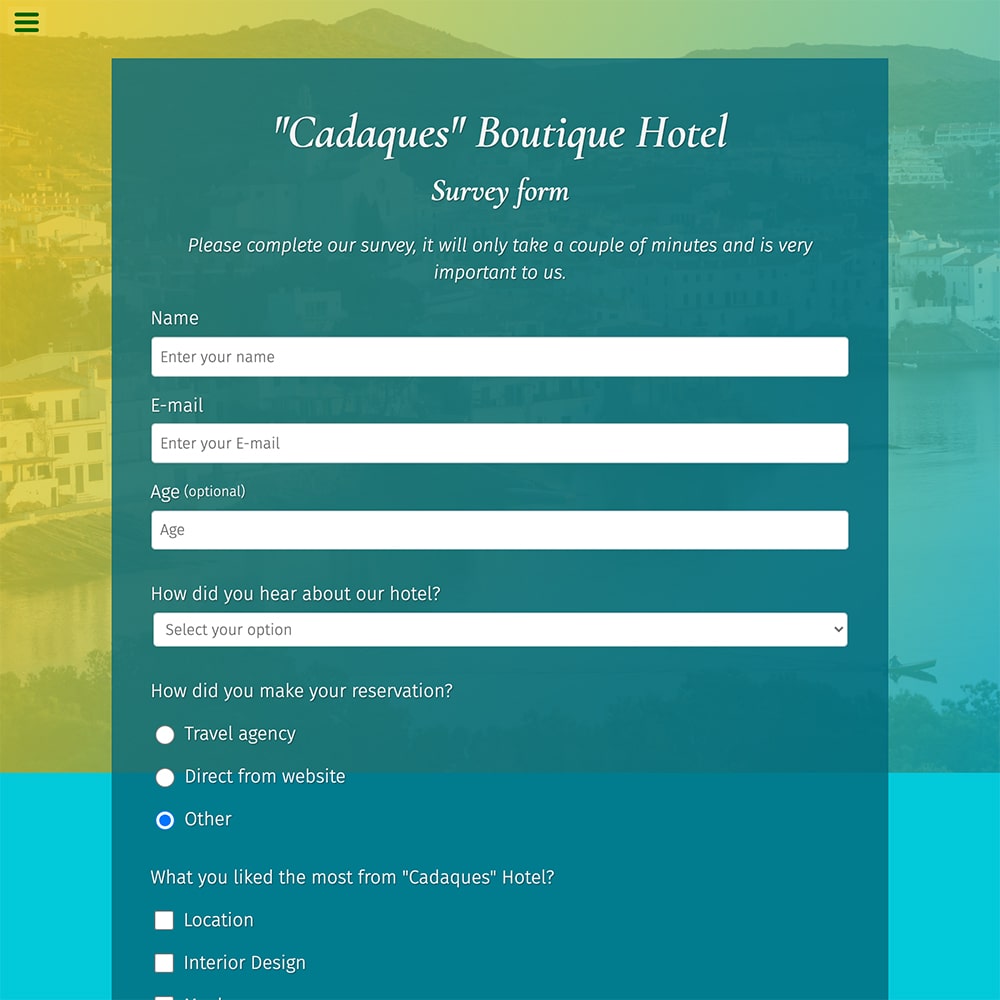 "Cadaques" Boutique Hotel
Survey form
Please complete our survey, it will only take a couple of minutes and is very
important to us.
Name
Enter your name
E-mail
Enter your E-mail
Age (optional)
Age
How did you hear about our hotel?
Select your option
How did you make your reservation?
Travel agency
Direct from website
Other
What you liked the most from "Cadaques" Hotel?
Location
Interior Design